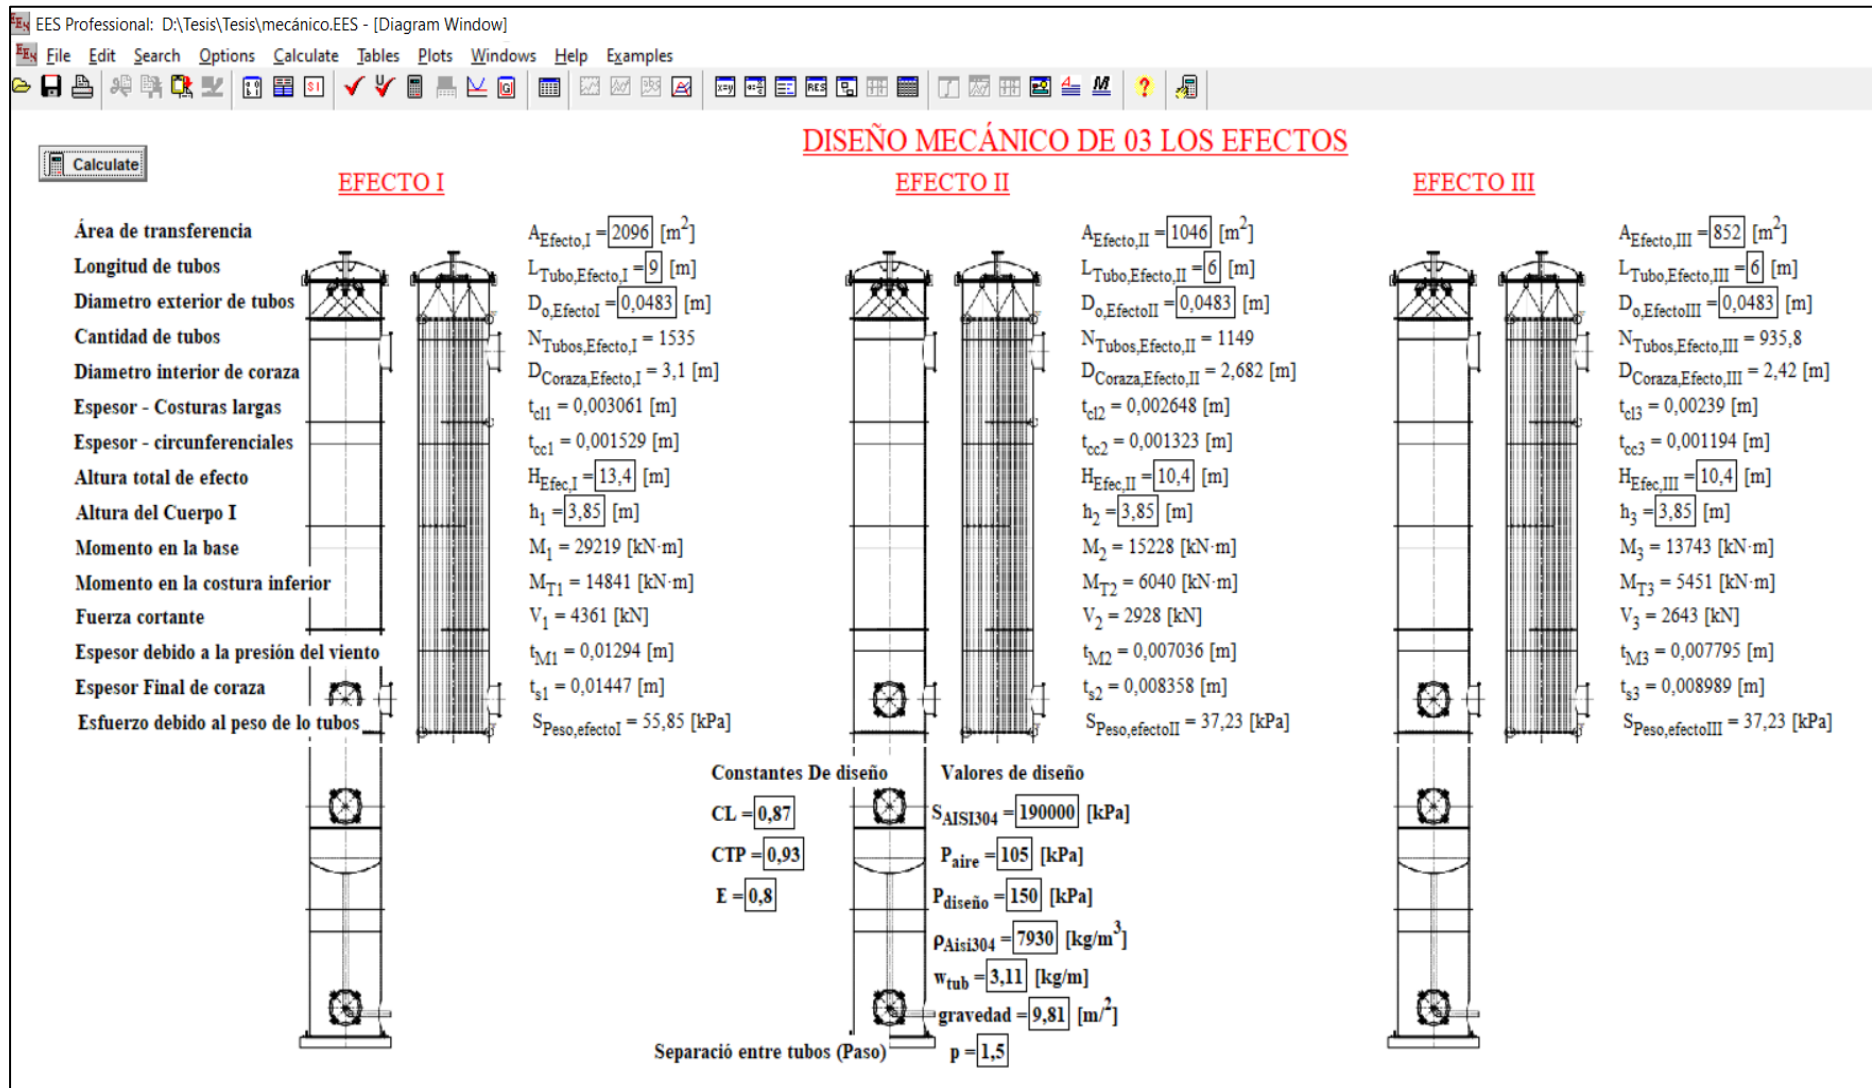 EES Professional: D:\Tesis\Tesis\mecánico.EES - [Diagram Window]
File Edit Search Options Calculate Tables Plots Windows Help Examples
DISEÑO MECÁNICO DE 03 LOS EFECTOS
Calculate
EFECTO I EFECTO II EFECTO III
Área de transferencia A_Efecto,I = 2096 [m²] A_Efecto,II = 1046 [m²] A_Efecto,III = 852 [m²]
Longitud de tubos L_Tubo,Efecto,I = 9 [m] L_Tubo,Efecto,II = 6 [m] L_Tubo,Efecto,III = 6 [m]
Diametro exterior de tubos D_o,EfectoI = 0,0483 [m] D_o,EfectoII = 0,0483 [m] D_o,EfectoIII = 0,0483 [m]
Cantidad de tubos N_Tubos,Efecto,I = 1535 N_Tubos,Efecto,II = 1149 N_Tubos,Efecto,III = 935,8
Diametro interior de coraza D_Coraza,Efecto,I = 3,1 [m] D_Coraza,Efecto,II = 2,682 [m] D_Coraza,Efecto,III = 2,42 [m]
Espesor - Costuras largas t_cl1 = 0,003061 [m] t_cl2 = 0,002648 [m] t_cl3 = 0,00239 [m]
Espesor - circunferenciales t_cc1 = 0,001529 [m] t_cc2 = 0,001323 [m] t_cc3 = 0,001194 [m]
Altura total de efecto H_Efec,I = 13,4 [m] H_Efec,II = 10,4 [m] H_Efec,III = 10,4 [m]
Altura del Cuerpo I h_1 = 3,85 [m] h_2 = 3,85 [m] h_3 = 3,85 [m]
Momento en la base M_1 = 29219 [kN·m] M_2 = 15228 [kN·m] M_3 = 13743 [kN·m]
Momento en la costura inferior M_T1 = 14841 [kN·m] M_T2 = 6040 [kN·m] M_T3 = 5451 [kN·m]
Fuerza cortante V_1 = 4361 [kN] V_2 = 2928 [kN] V_3 = 2643 [kN]
Espesor debido a la presión del viento t_M1 = 0,01294 [m] t_M2 = 0,007036 [m] t_M3 = 0,007795 [m]
Espesor Final de coraza t_s1 = 0,01447 [m] t_s2 = 0,008358 [m] t_s3 = 0,008989 [m]
Esfuerzo debido al peso de lo tubos S_Peso,efectoI = 55,85 [kPa] S_Peso,efectoII = 37,23 [kPa] S_Peso,efectoIII = 37,23 [kPa]
Constantes De diseño Valores de diseño
CL = 0,87 S_AISI304 = 190000 [kPa]
CTP = 0,93 P_aire = 105 [kPa]
E = 0,8 P_diseño = 150 [kPa]
ρ_Aisi304 = 7930 [kg/m³]
w_tub = 3,11 [kg/m]
gravedad = 9,81 [m/²]
Separació entre tubos (Paso) p = 1,5